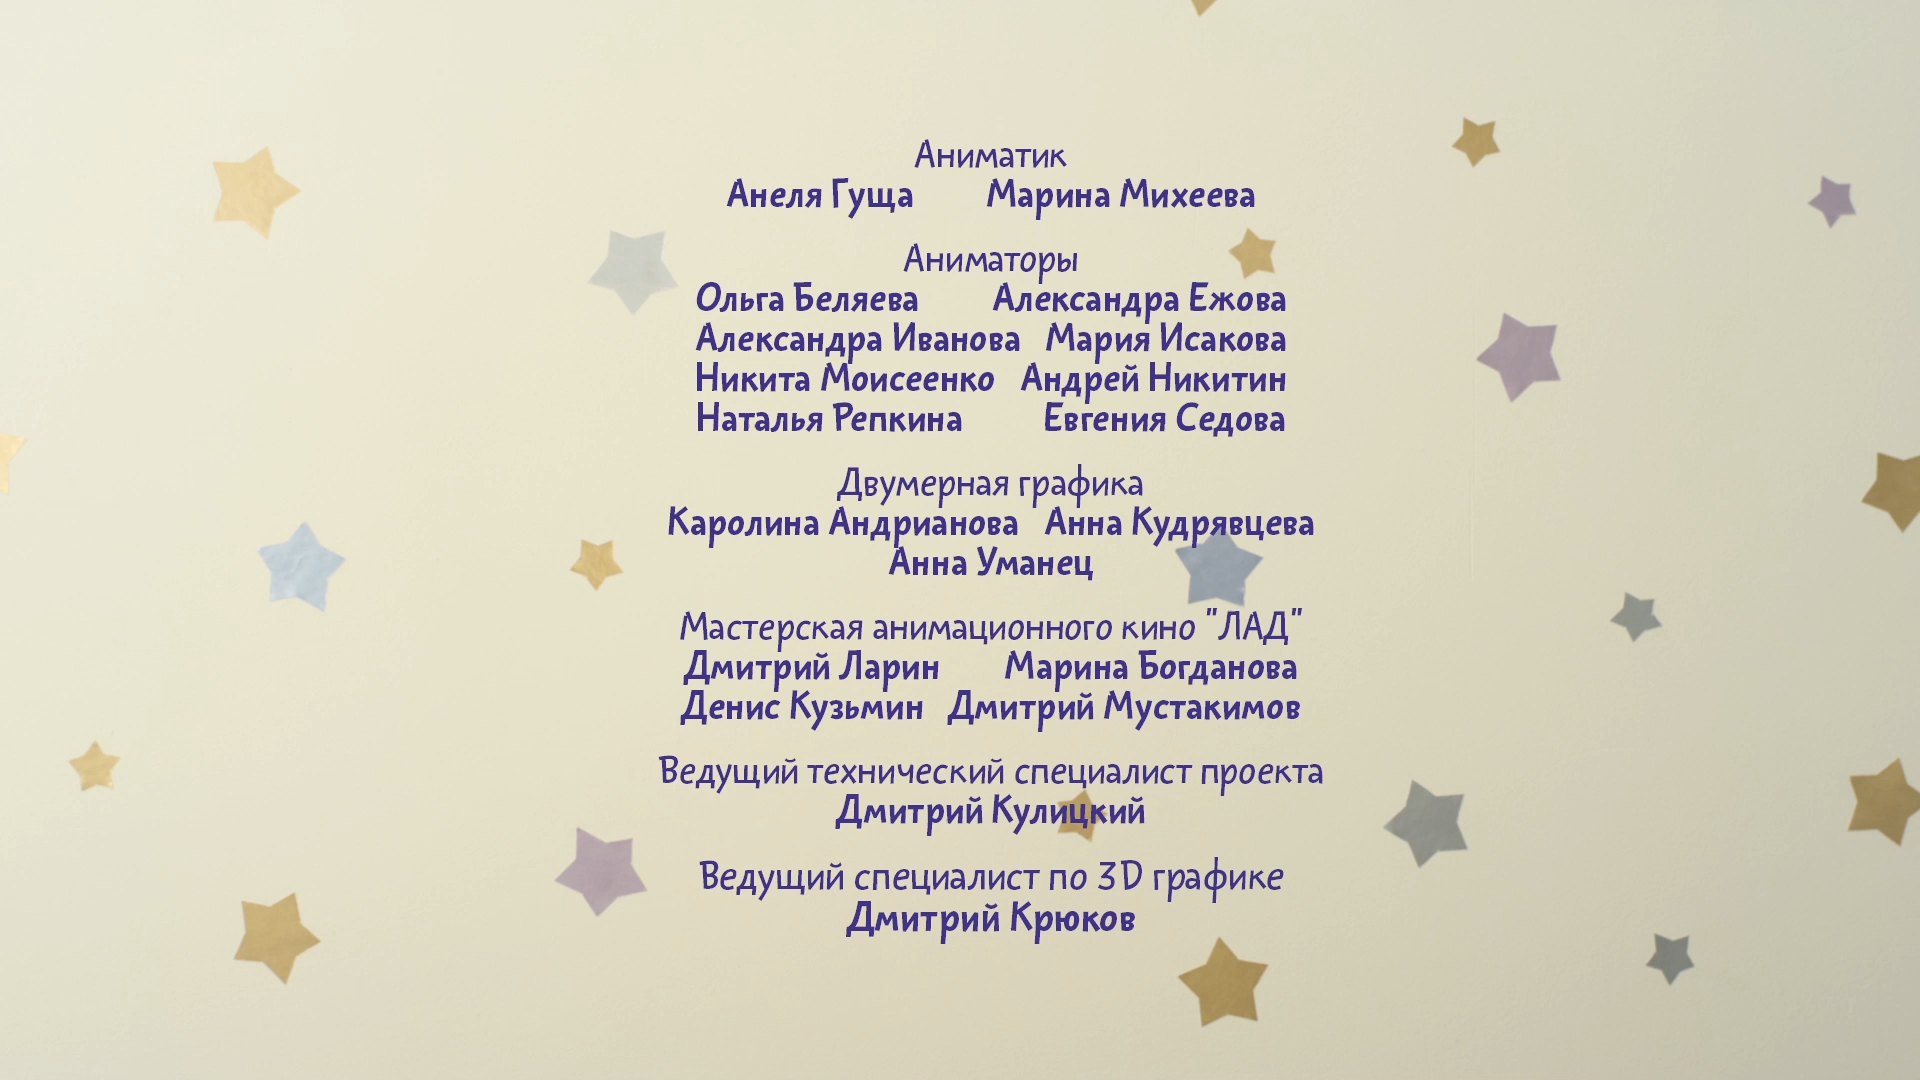 Аниматик
Анеля Гуща Марина Михеева
Аниматоры
Ольга Беляева Александра Ежова
Александра Иванова Мария Исакова
Никита Моисеенко Андрей Никитин
Наталья Репкина Евгения Седова
Двумерная графика
Каролина Андрианова Анна Кудрявцева
Анна Уманец
Мастерская анимационного кино "ЛАД"
Дмитрий Ларин Марина Богданова
Денис Кузьмин Дмитрий Мустакимов
Ведущий технический специалист проекта
Дмитрий Кулицкий
Ведущий специалист по 3D графике
Дмитрий Крюков